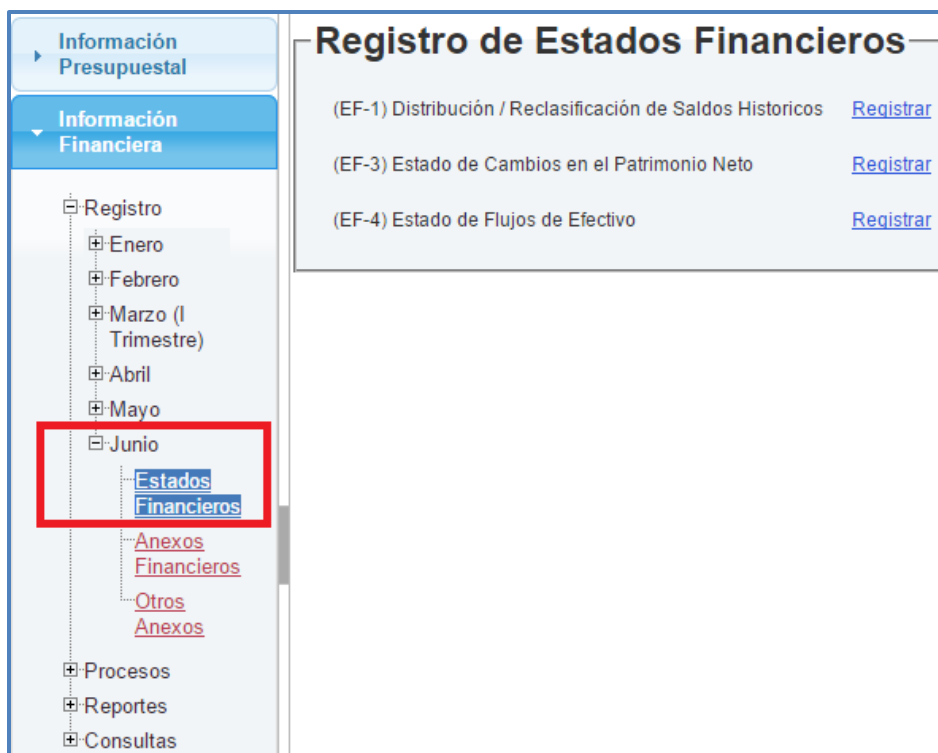 Información
Presupuestal
Información
Financiera
Registro
Enero
Febrero
Marzo (I
Trimestre)
Abril
Mayo
Junio
Estados
Financieros
Anexos
Financieros
Otros
Anexos
Procesos
Reportes
Consultas
Registro de Estados Financieros
(EF-1) Distribución / Reclasificación de Saldos Historicos Registrar
(EF-3) Estado de Cambios en el Patrimonio Neto Registrar
(EF-4) Estado de Flujos de Efectivo Registrar